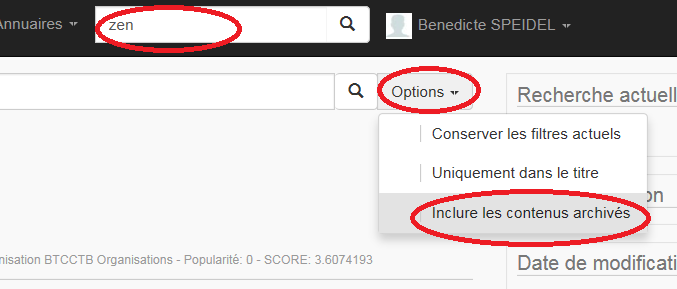 Annuaires
zen
Benedicte SPEIDEL
Options
Recherche actuell
Conserver les filtres actuels
Uniquement dans le titre
on
Inclure les contenus archivés
nisation BTCCTB Organisations - Popularité: 0 - SCORE: 3.6074193
Date de modificati